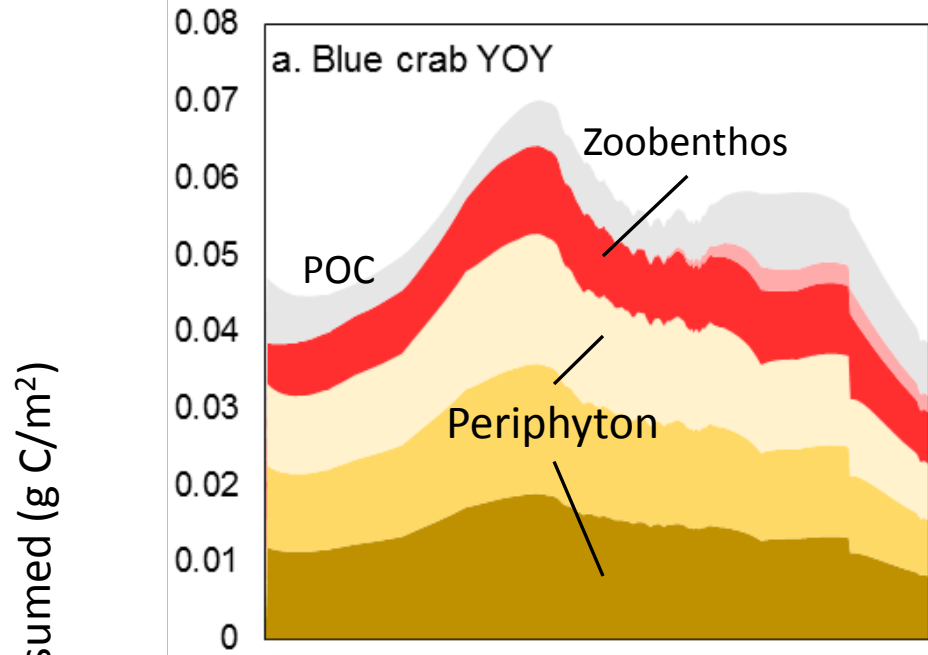 0.08
a. Blue crab YOY
0.07
Zoobenthos
0.06
0.05
POC
0.04
0.03
Periphyton
0.02
0.01
0
sumed (g C/m²)